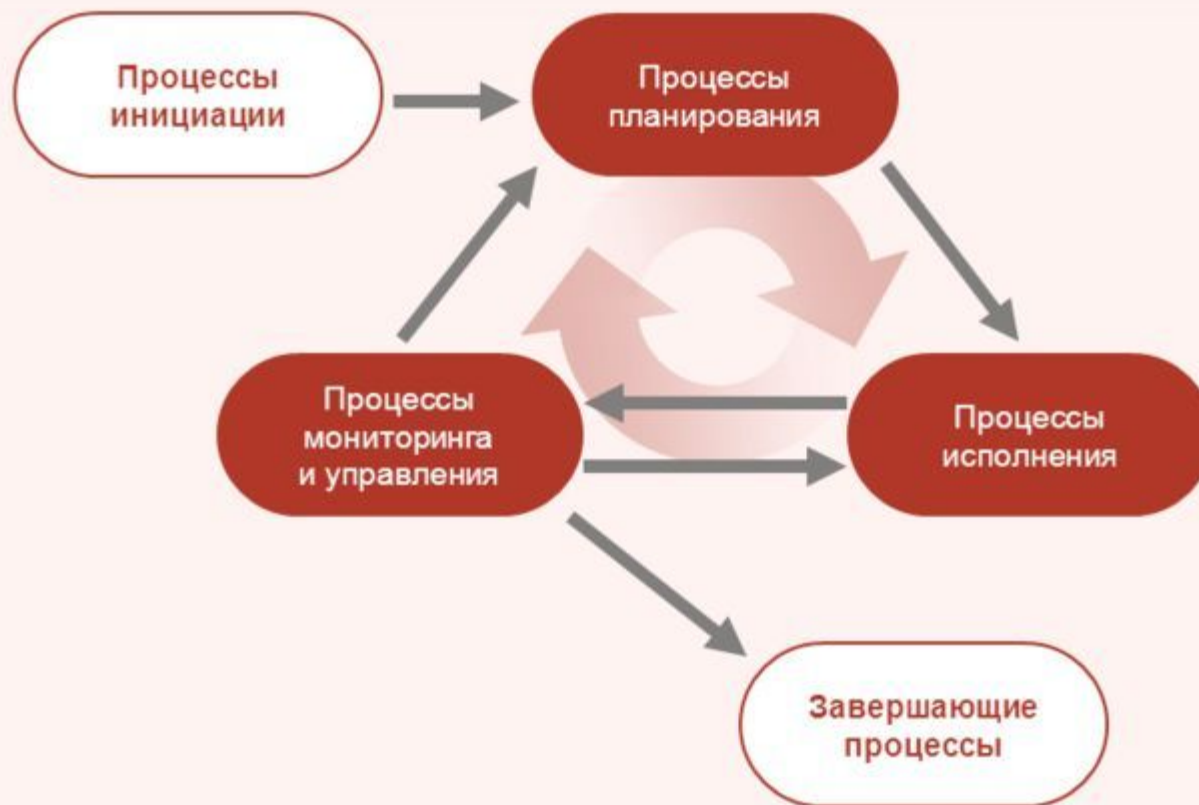 Процессы
инициации
Процессы
планирования
Процессы
мониторинга
и управления
Процессы
исполнения
Завершающие
процессы